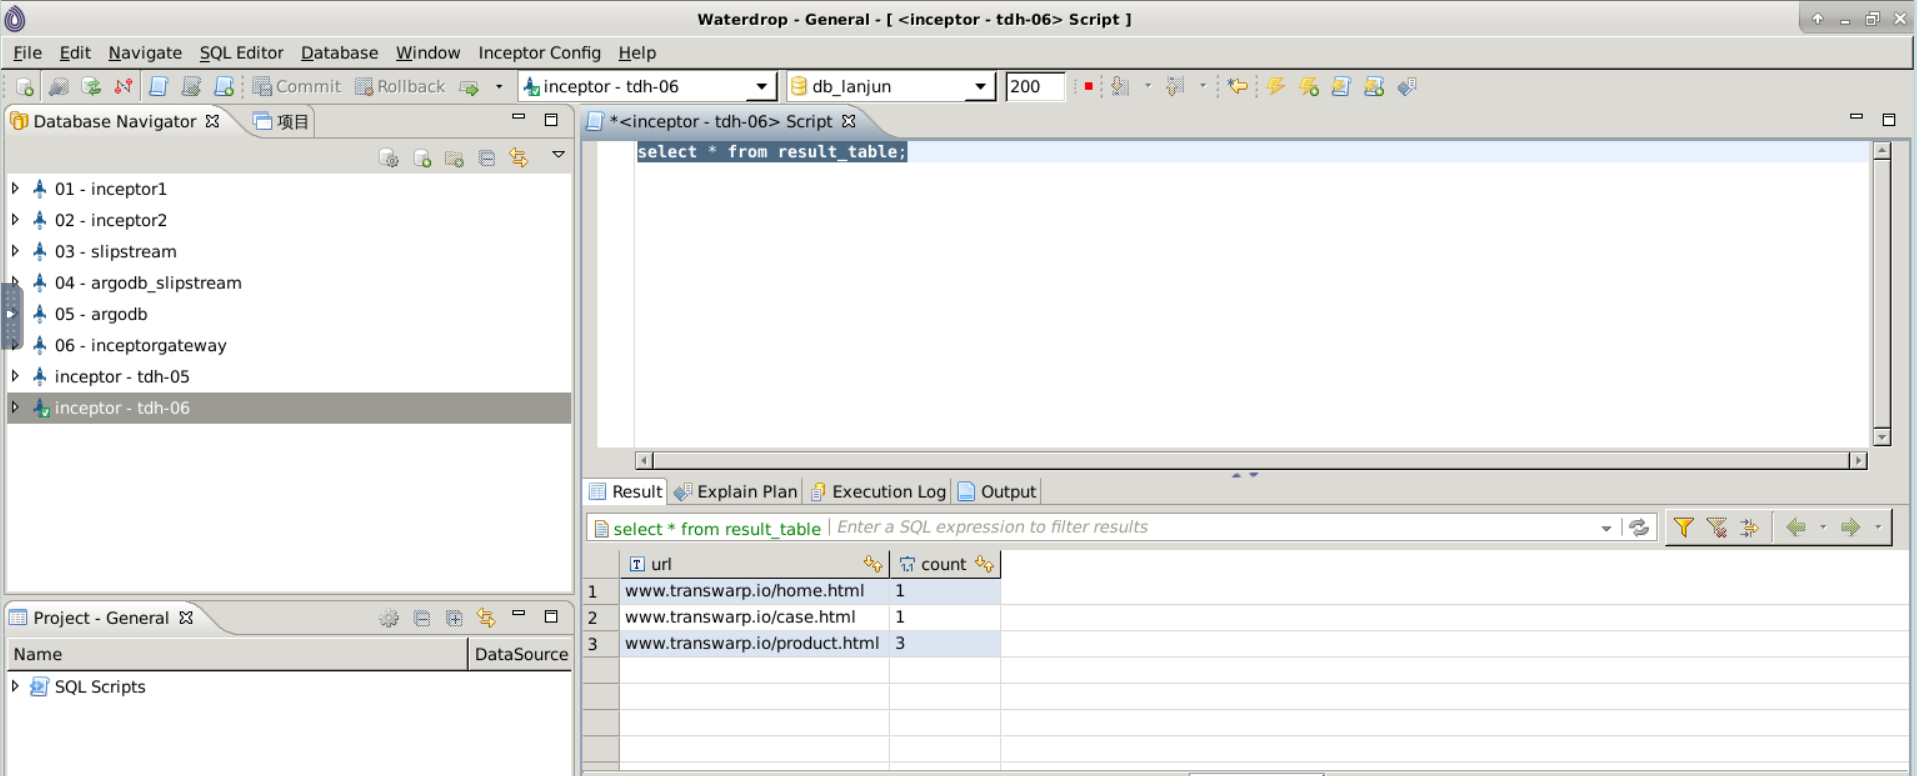 Waterdrop - General - [ <inceptor - tdh-06> Script ]
File Edit Navigate SQL Editor Database Window Inceptor Config Help
Commit Rollback inceptor - tdh-06 db_lanjun 200
Database Navigator 项目
01 - inceptor1
02 - inceptor2
03 - slipstream
04 - argodb_slipstream
05 - argodb
06 - inceptorgateway
inceptor - tdh-05
inceptor - tdh-06
Project - General
Name DataSource
SQL Scripts
*<inceptor - tdh-06> Script
select * from result_table;
Result Explain Plan Execution Log Output
select * from result_table Enter a SQL expression to filter results
url count
1 www.transwarp.io/home.html 1
2 www.transwarp.io/case.html 1
3 www.transwarp.io/product.html 3